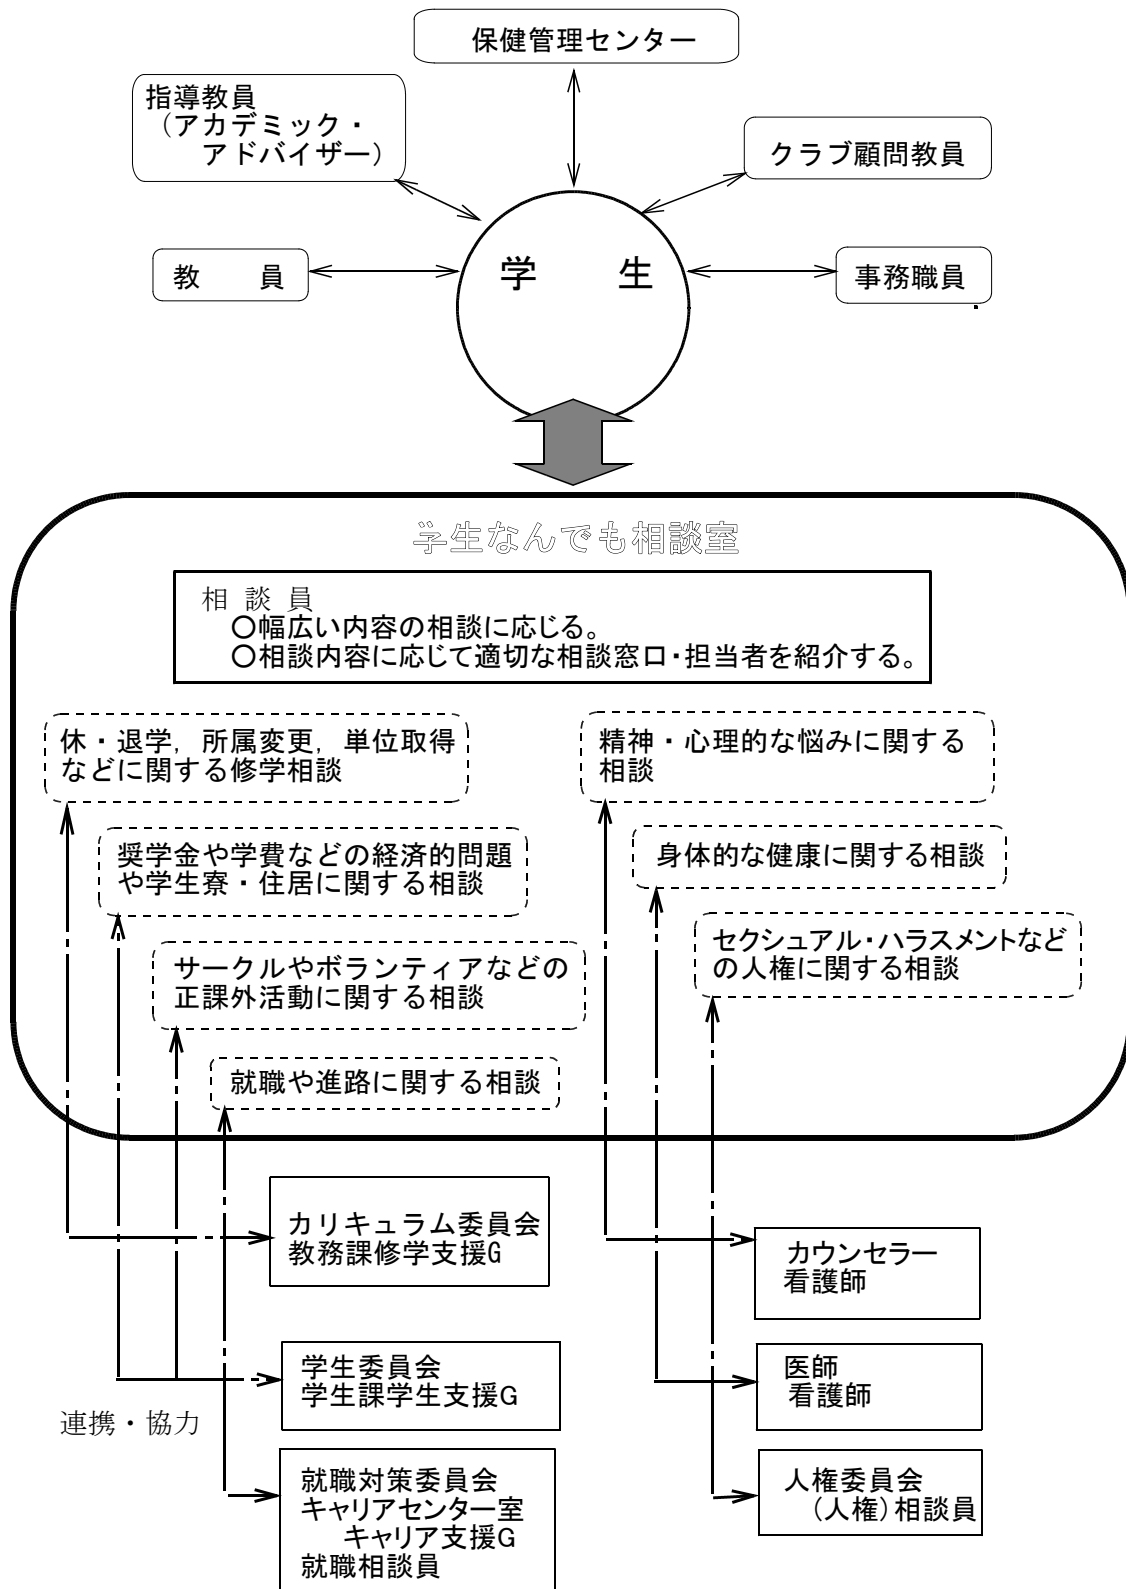 保健管理センター
指導教員
(アカデミック・
アドバイザー)
クラブ顧問教員
教　　員
学　　生
事務職員
学生なんでも相談室
相 談 員
○幅広い内容の相談に応じる。
○相談内容に応じて適切な相談窓口・担当者を紹介する。
休・退学，所属変更，単位取得
などに関する修学相談
精神・心理的な悩みに関する
相談
奨学金や学費などの経済的問題
や学生寮・住居に関する相談
身体的な健康に関する相談
サークルやボランティアなどの
正課外活動に関する相談
セクシュアル・ハラスメントなど
の人権に関する相談
就職や進路に関する相談
カリキュラム委員会
教務課修学支援G
カウンセラー
看護師
学生委員会
学生課学生支援G
医師
看護師
連携・協力
就職対策委員会
キャリアセンター室
キャリア支援G
就職相談員
人権委員会
(人権)相談員